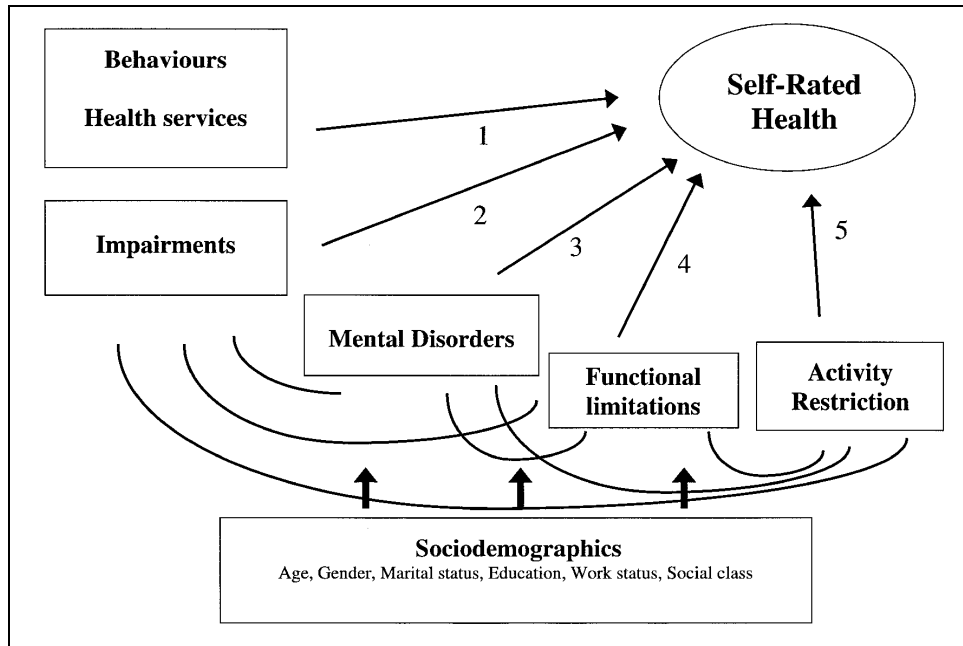 Behaviours
Health services
Self-Rated
Health
1
Impairments
2
3
4
5
Mental Disorders
Functional
limitations
Activity
Restriction
Sociodemographics
Age, Gender, Marital status, Education, Work status, Social class